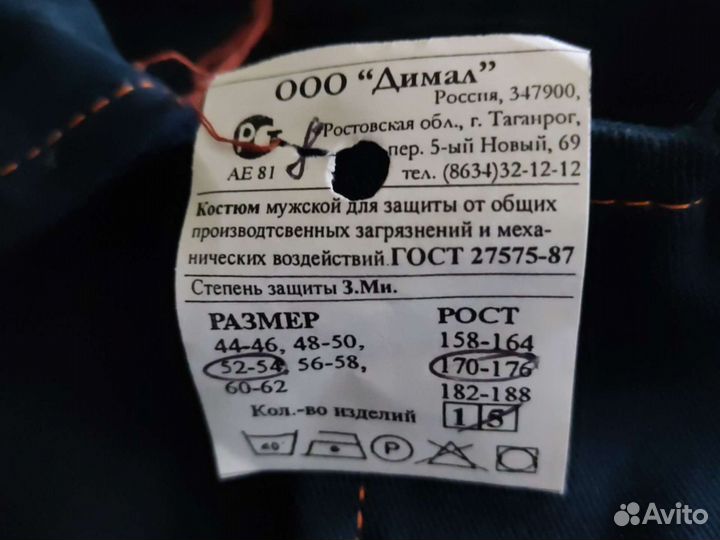 ООО “Димал”
Россия, 347900,
Ростовская обл., г. Таганрог,
пер. 5-ый Новый, 69
АЕ 81
тел. (8634)32-12-12
Костюм мужской для защиты от общих
произволтсвенных загрязнений и меха-
нических воздействий.ГОСТ 27575-87
Степень защиты З.Ми.
РАЗМЕР
44-46, 48-50,
52-54, 56-58,
60-62
РОСТ
158-164
170-176
182-188
Кол.-во изделий 1 5
60 P
Avito